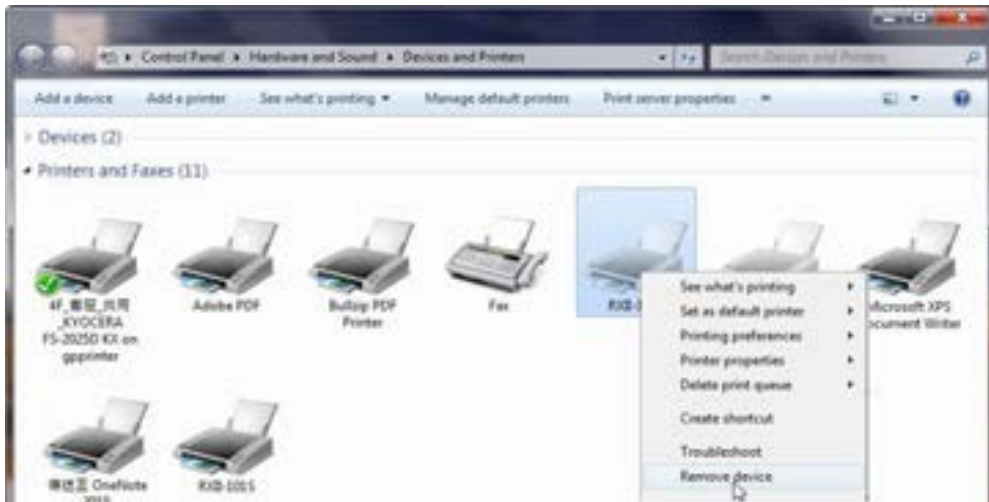 Control Panel ▸ Hardware and Sound ▸ Devices and Printers
Search Devices and Printers
Add a device Add a printer See what's printing Manage default printers Print server properties »
Devices (2)
Printers and Faxes (11)
KYOCERA
FS-2025D KX on
gpprinter
Adobe PDF
Bullzip PDF
Printer
Fax
Microsoft XPS
Document Writer
See what's printing
Set as default printer
Printing preferences
Printer properties
Delete print queue
Create shortcut
Troubleshoot
Remove device
OneNote
RXB-1015